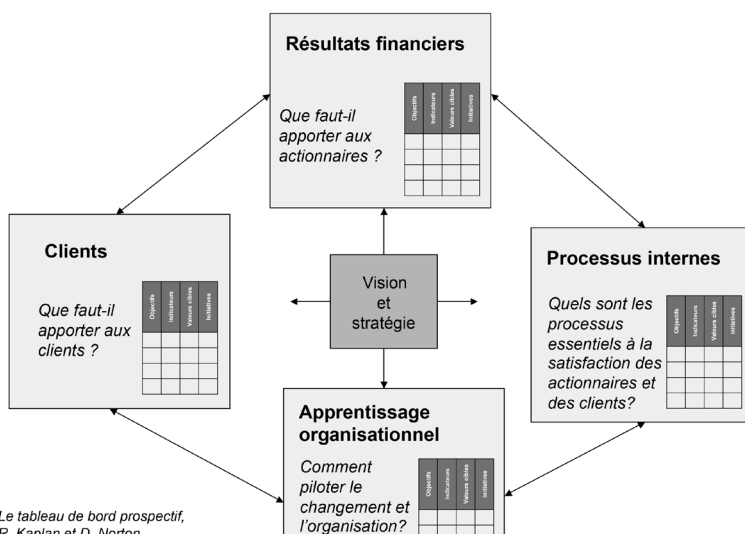 Résultats financiers
Que faut-il
apporter aux
actionnaires ?
Objectifs
Indicateurs
Valeurs cibles
Initiatives
Clients
Que faut-il
apporter aux
clients ?
Objectifs
Indicateurs
Valeurs cibles
Initiatives
Vision
et
stratégie
Processus internes
Quels sont les
processus
essentiels à la
satisfaction des
actionnaires et
des clients?
Objectifs
Indicateurs
Valeurs cibles
Initiatives
Apprentissage
organisationnel
Comment
piloter le
changement et
l'organisation?
Objectifs
Indicateurs
Valeurs cibles
Initiatives
Le tableau de bord prospectif,
R. Kaplan et D. Norton